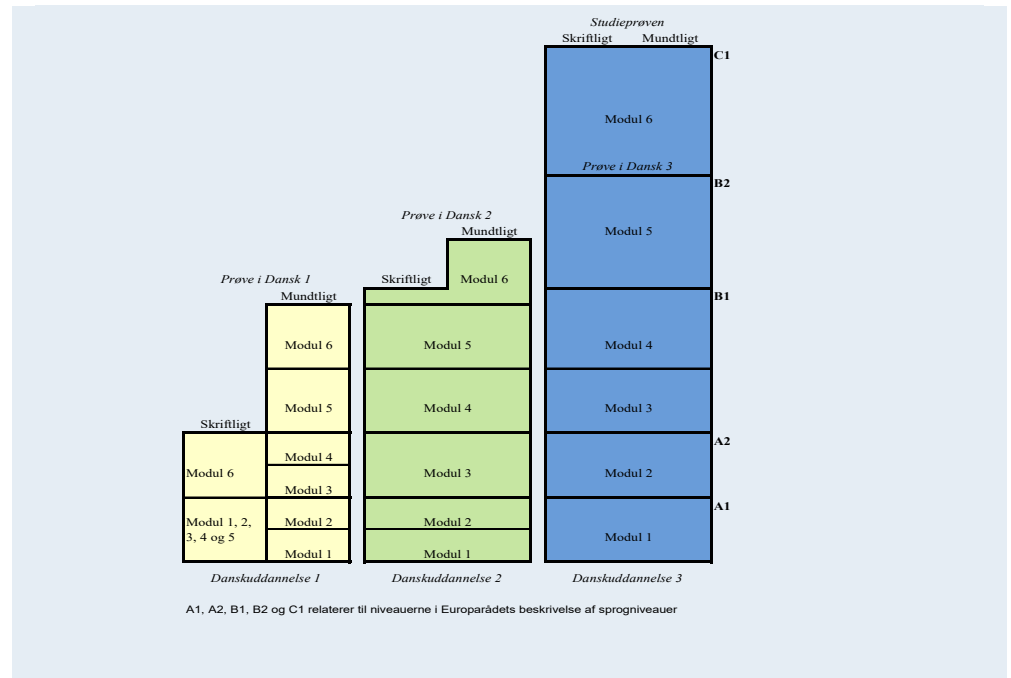 Studieprøven
Skriftligt Mundtligt
C1
Modul 6
Prøve i Dansk 3
B2
Prøve i Dansk 2
Mundtligt
Modul 5
Prøve i Dansk 1
Skriftligt
Modul 6
Mundtligt
B1
Modul 6
Modul 5
Modul 4
Modul 5
Modul 4
Modul 3
Skriftligt
A2
Modul 4
Modul 6
Modul 3
Modul 2
Modul 3
A1
Modul 1, 2,
3, 4 og 5
Modul 2
Modul 2
Modul 1
Modul 1
Modul 1
Danskuddannelse 1
Danskuddannelse 2
Danskuddannelse 3
A1, A2, B1, B2 og C1 relaterer til niveauerne i Europarådets beskrivelse af sprogniveauer